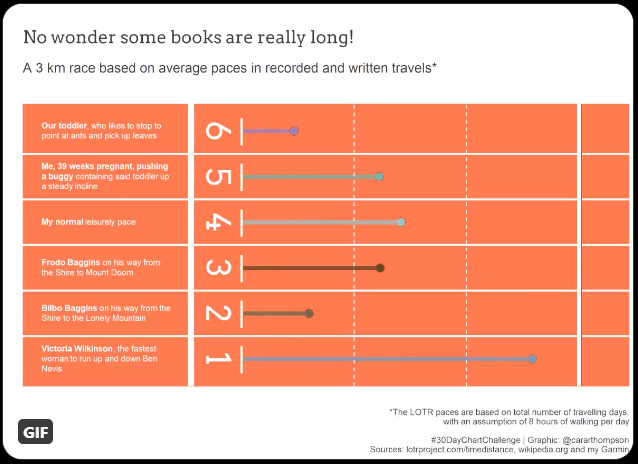 No wonder some books are really long!
A 3 km race based on average paces in recorded and written travels*
Our toddler, who likes to stop to
point at ants and pick up leaves
6
Me, 39 weeks pregnant, pushing
a buggy containing said toddler up
a steady incline
5
My normal leisurely pace
4
Frodo Baggins on his way from
the Shire to Mount Doom
3
Bilbo Baggins on his way from the
Shire to the Lonely Mountain
2
Victoria Wilkinson, the fastest
woman to run up and down Ben
Nevis
1
*The LOTR paces are based on total number of travelling days,
with an assumption of 8 hours of walking per day
#30DayChartChallenge | Graphic: @cararthompson
Sources: lotrproject.com/timedistance, wikipedia.org and my Garmin
GIF